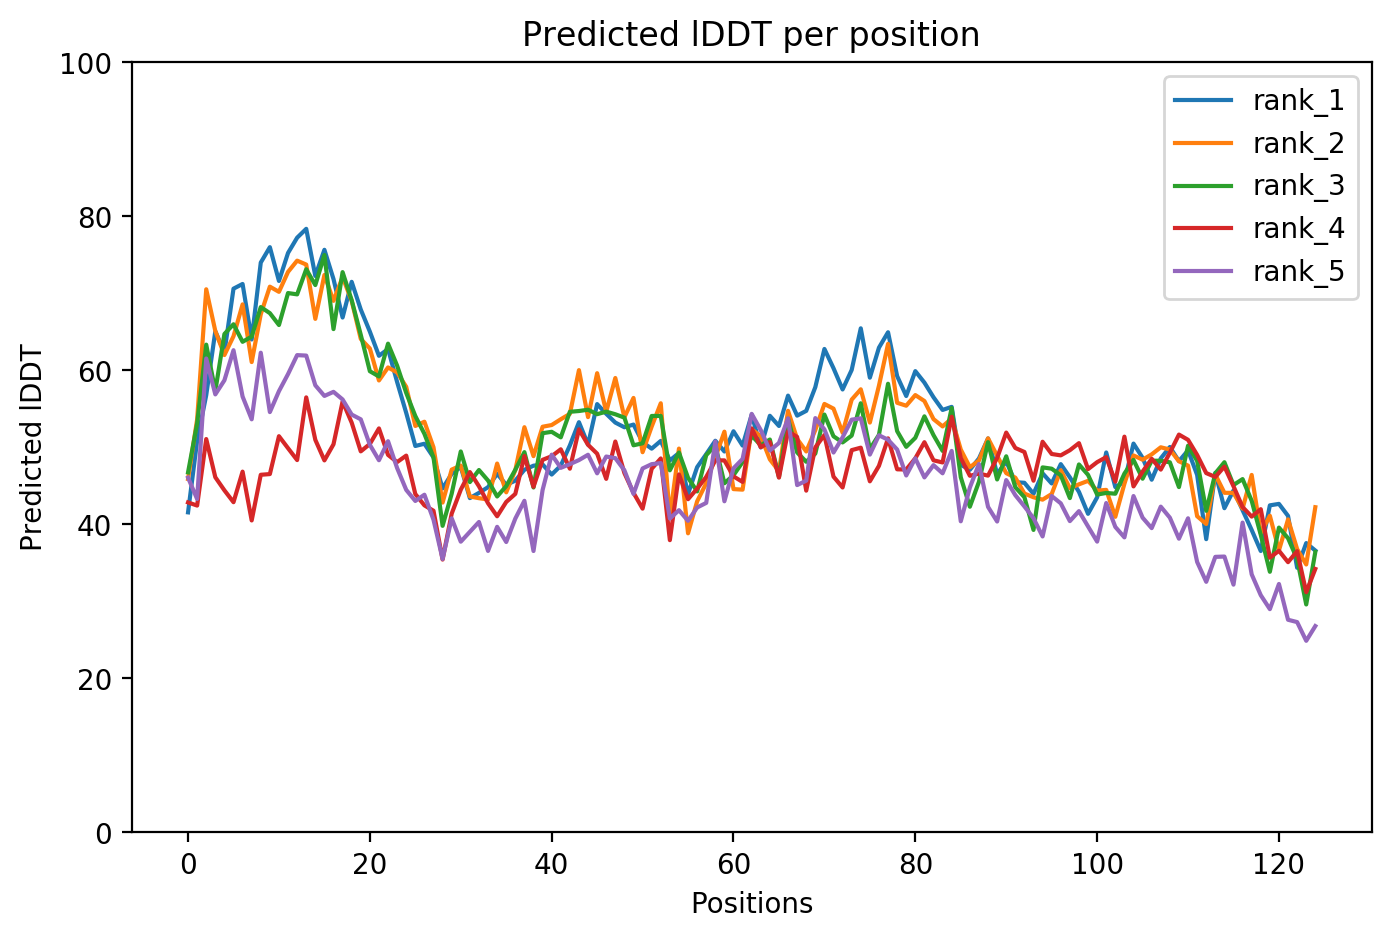 Predicted lDDT per position
100
80
60
40
20
0
Predicted lDDT
rank_1
rank_2
rank_3
rank_4
rank_5
0 20 40 60 80 100 120
Positions